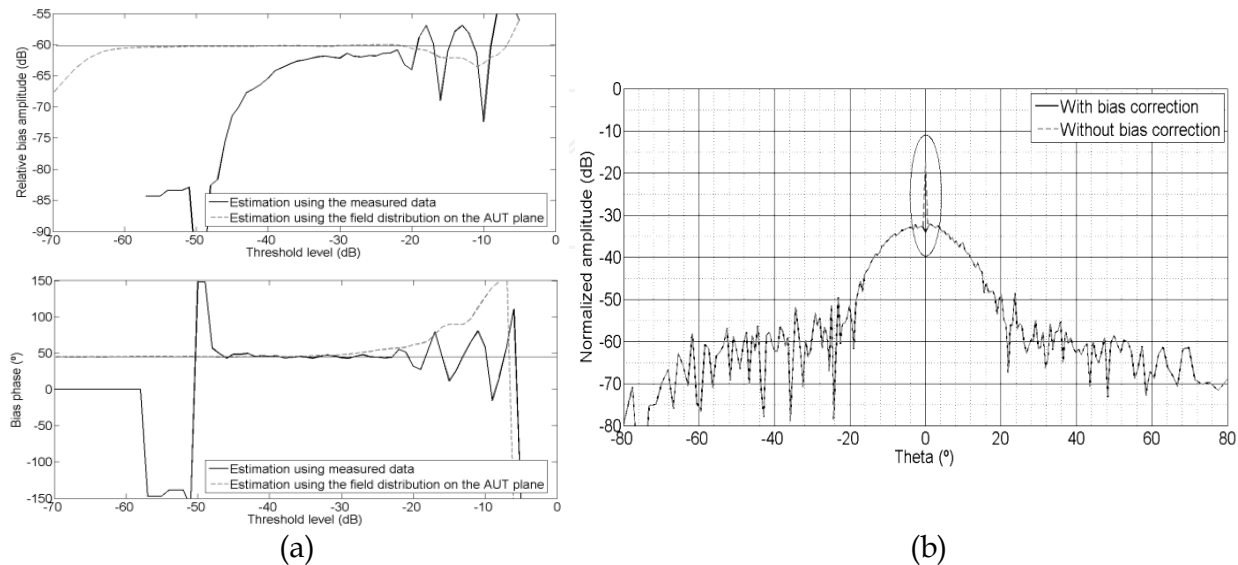 -55
-60
-65
-70
-75
-80
-85
-90
Relative bias amplitude (dB)
Estimation using the measured data
Estimation using the field distribution on the AUT plane
-70 -60 -50 -40 -30 -20 -10 0
Threshold level (dB)
150
100
50
0
-50
-100
-150
Bias phase (º)
Estimation using measured data
Estimation using the field distribution on the AUT plane
-70 -60 -50 -40 -30 -20 -10 0
Threshold level (dB)
(a)
0
-10
-20
-30
-40
-50
-60
-70
-80
Normalized amplitude (dB)
With bias correction
Without bias correction
-80 -60 -40 -20 0 20 40 60 80
Theta (º)
(b)